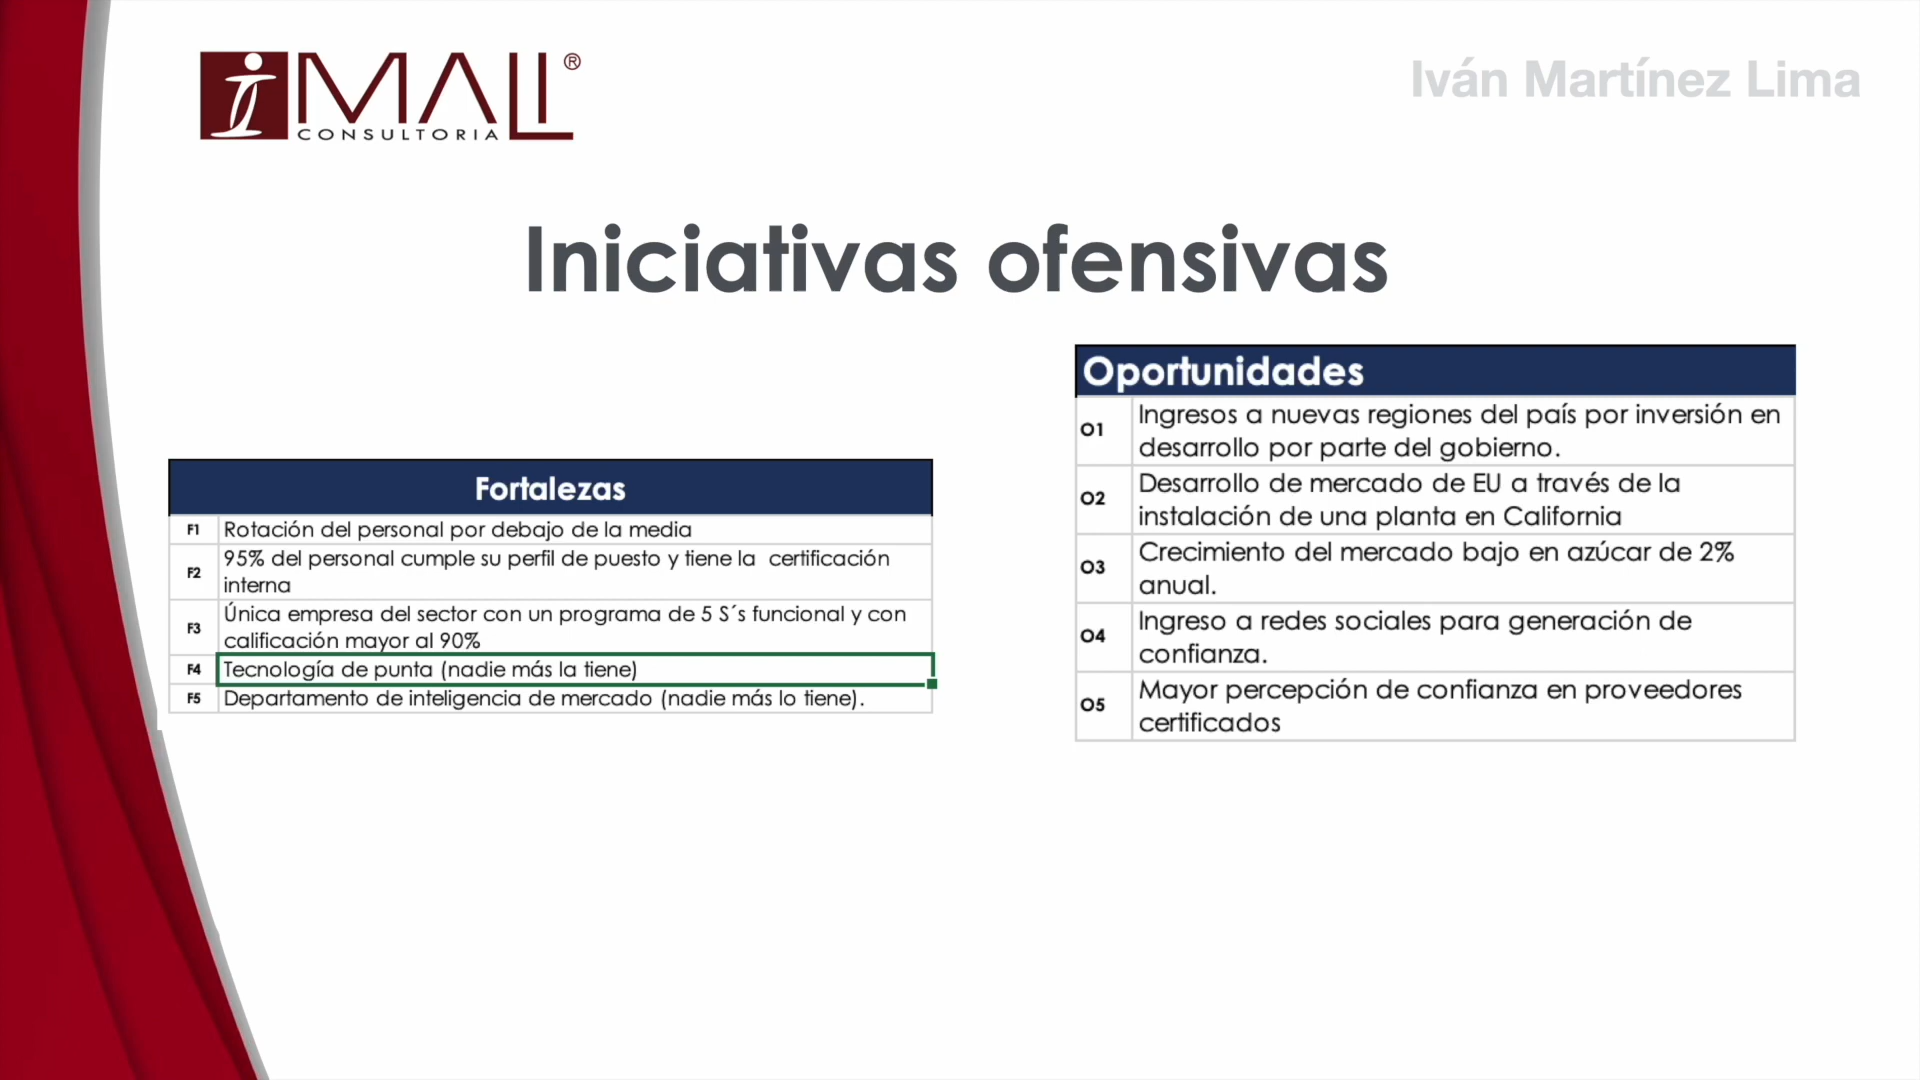 iMALI®
CONSULTORIA
Iván Martínez Lima
Iniciativas ofensivas
Fortalezas
F1 Rotación del personal por debajo de la media
F2 95% del personal cumple su perfil de puesto y tiene la certificación
interna
F3 Única empresa del sector con un programa de 5 S´s funcional y con
calificación mayor al 90%
F4 Tecnología de punta (nadie más la tiene)
F5 Departamento de inteligencia de mercado (nadie más lo tiene).
Oportunidades
O1 Ingresos a nuevas regiones del país por inversión en
desarrollo por parte del gobierno.
O2 Desarrollo de mercado de EU a través de la
instalación de una planta en California
O3 Crecimiento del mercado bajo en azúcar de 2%
anual.
O4 Ingreso a redes sociales para generación de
confianza.
O5 Mayor percepción de confianza en proveedores
certificados